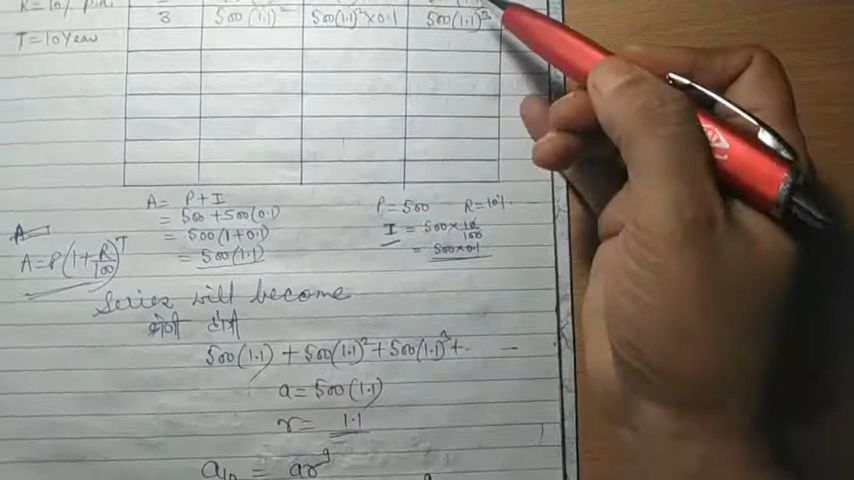 R=10% p.a.
3 500(1.1)² 500(1.1)²×0.1 500(1.1)³
T=10 Year
A= P+I
= 500+500(0.1)
= 500(1+0.1)
= 500(1.1)
P=500 R=10%
I = 500×10/100
= 500×0.1
A=P(1+R/100)^T
Series will become
श्रेणी होगी
500(1.1) + 500(1.1)² + 500(1.1)³+ . . —
a=500(1.1)
r= 1.1
a₁₀ = ar⁹